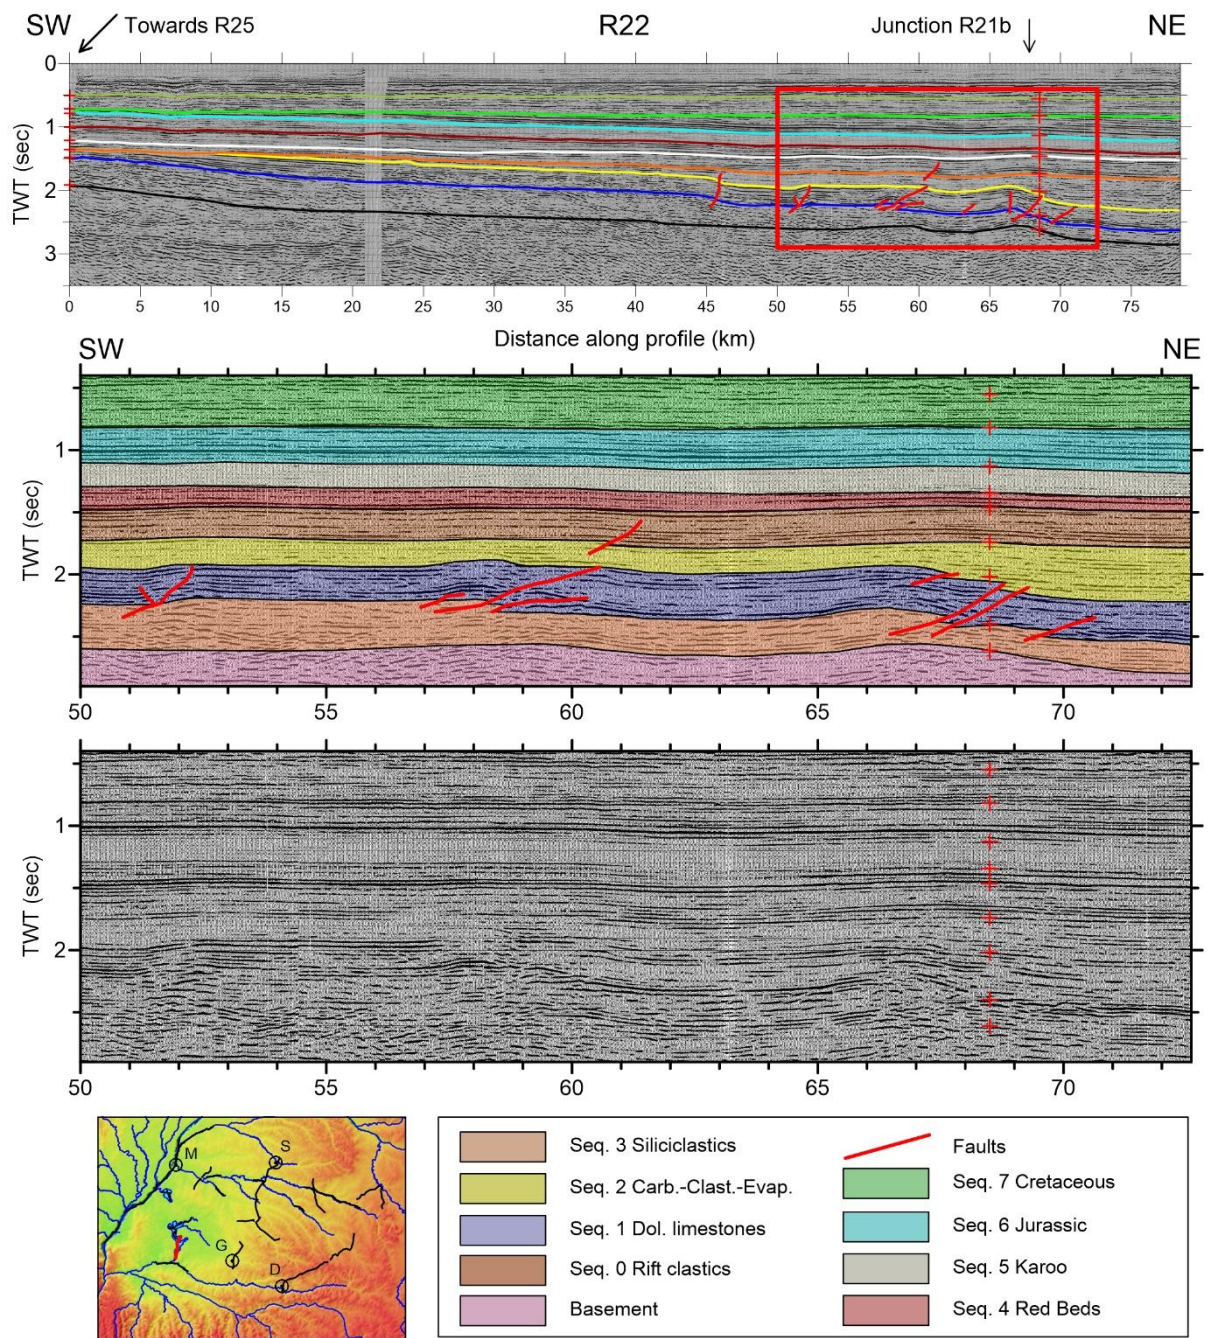 SW Towards R25 R22 Junction R21b NE
0
1
2
3
TWT (sec)
0 5 10 15 20 25 30 35 40 45 50 55 60 65 70 75
Distance along profile (km)
SW NE
1
2
TWT (sec)
50 55 60 65 70
1
2
TWT (sec)
50 55 60 65 70
M S
G
D
Seq. 3 Siliciclastics
Seq. 2 Carb.-Clast.-Evap.
Seq. 1 Dol. limestones
Seq. 0 Rift clastics
Basement
Faults
Seq. 7 Cretaceous
Seq. 6 Jurassic
Seq. 5 Karoo
Seq. 4 Red Beds